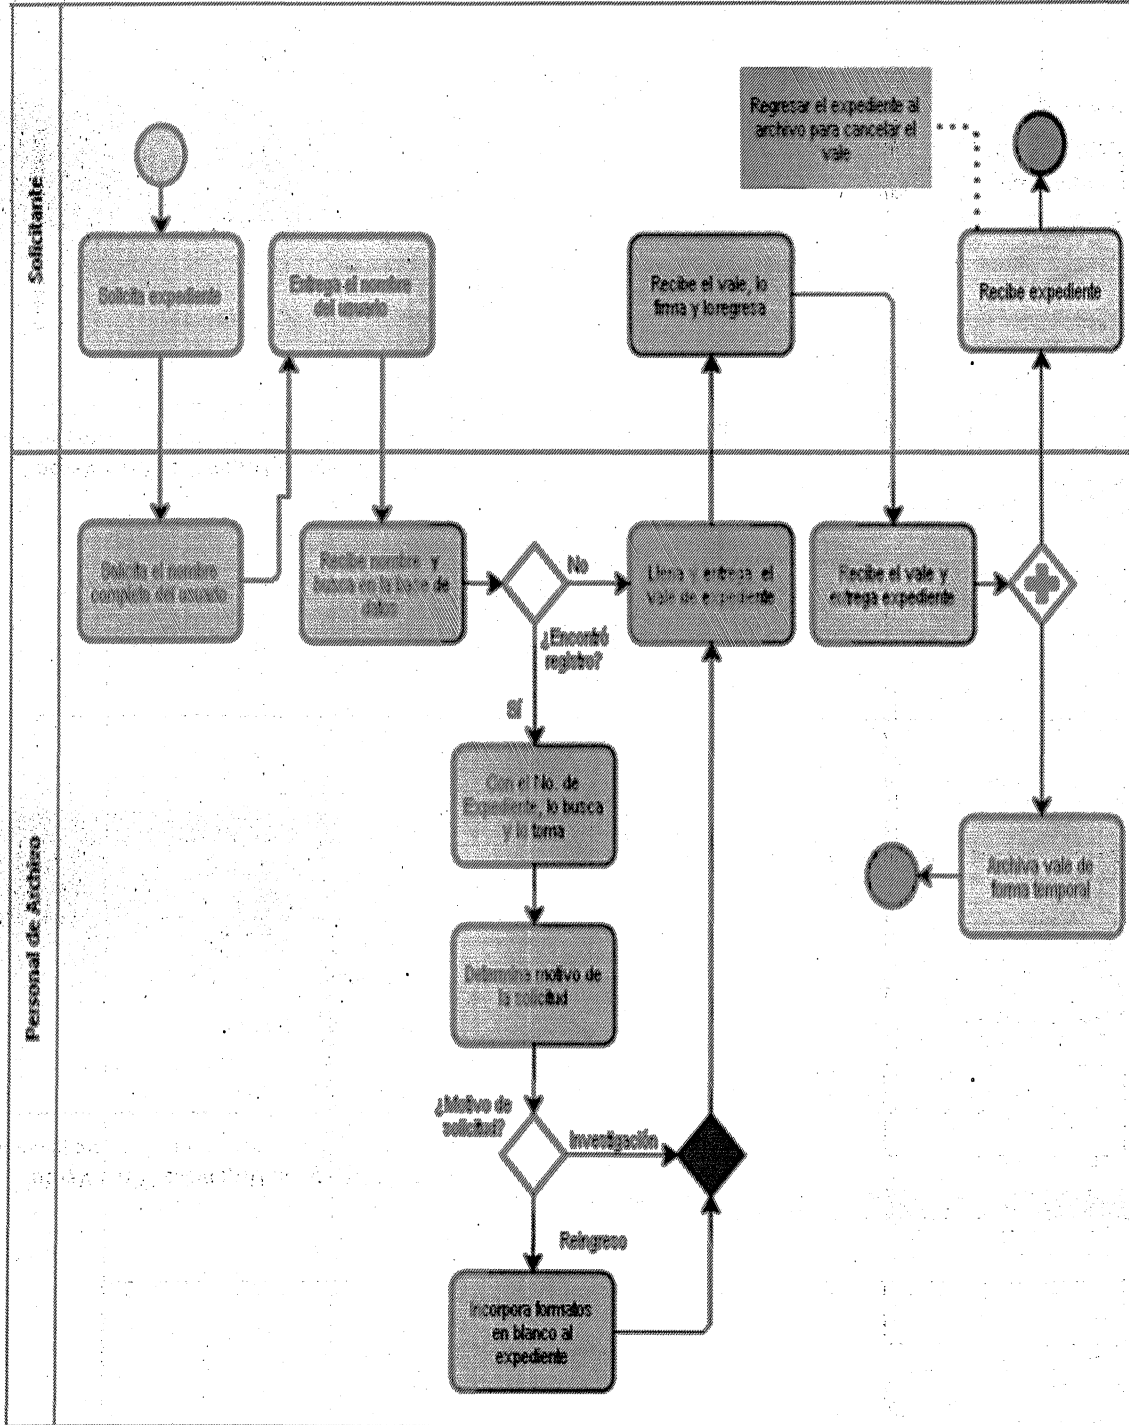 Solicitante
Regresar el expediente al
archivo para cancelar el
vale
Solicita expediente
Entrega el nombre
del usuario
Recibe el vale, lo
firma y lo regresa
Recibe expediente
Personal de Archivo
Solicita el nombre
completo del usuario
Recibe nombre y
busca en la base de
datos
No
¿Encontró
registro?
Sí
Llena y entrega el
vale de expediente
Recibe el vale y
entrega expediente
Con el No. de
Expediente, lo busca
y lo toma
Archiva vale de
forma temporal
Determina motivo de
la solicitud
¿Motivo de
solicitud?
Investigación
Reingreso
Incorpora formatos
en blanco al
expediente